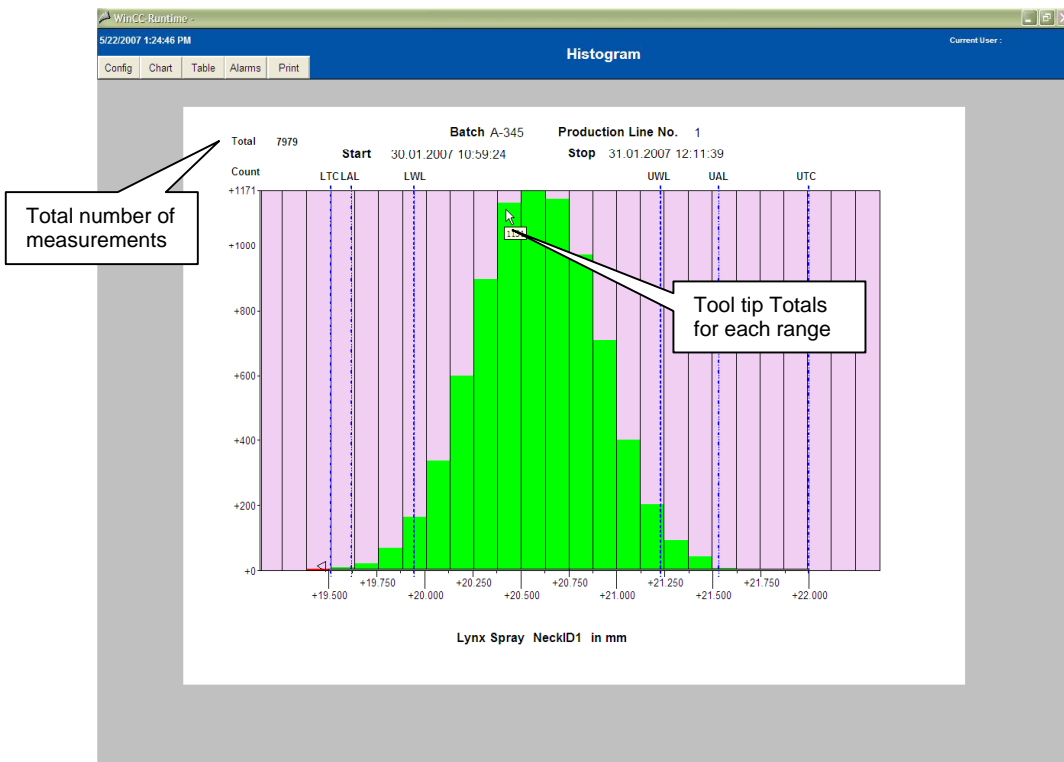 WinCC-Runtime -
5/22/2007 1:24:46 PM
Current User :
Histogram
Config Chart Table Alarms Print
Batch A-345 Production Line No. 1
Total 7979
Start 30.01.2007 10:59:24 Stop 31.01.2007 12:11:39
Count
LTC LAL LWL UWL UAL UTC
+1171
Total number of
measurements
+1000
Tool tip Totals
for each range
+800
+600
+400
+200
+0
+19.750 +20.250 +20.750 +21.250 +21.750
+19.500 +20.000 +20.500 +21.000 +21.500 +22.000
Lynx Spray NeckID1 in mm